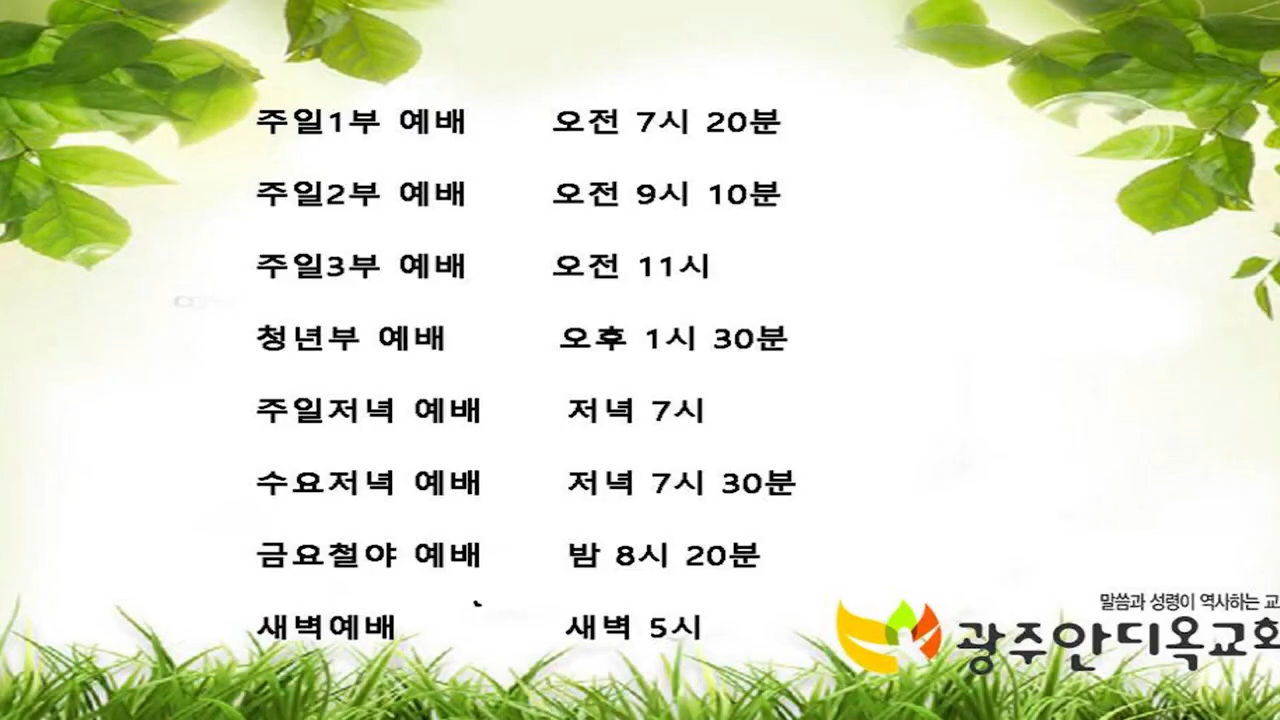 주일1부 예배 오전 7시 20분
주일2부 예배 오전 9시 10분
주일3부 예배 오전 11시
청년부 예배 오후 1시 30분
주일저녁 예배 저녁 7시
수요저녁 예배 저녁 7시 30분
금요철야 예배 밤 8시 20분
새벽예배 새벽 5시
말씀과 성령이 역사하는 교
광주안디옥교회